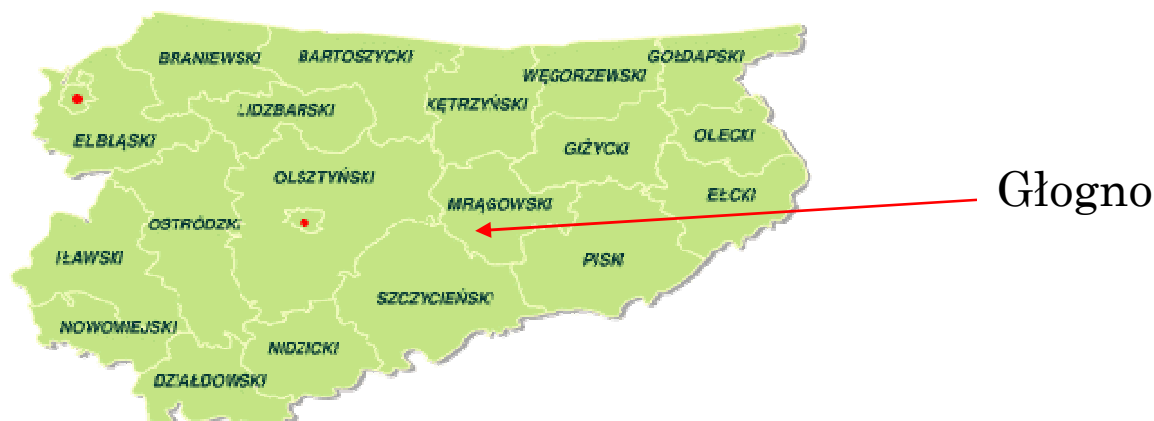 BRANIEWSKI
BARTOSZYCKI
GOŁDAPSKI
WĘGORZEWSKI
KĘTRZYŃSKI
LIDZBARSKI
ELBLĄSKI
OLECKI
GIŻYCKI
OLSZTYŃSKI
MRĄGOWSKI
EŁCKI
Głogno
OSTRÓDZKI
IŁAWSKI
PISKI
SZCZYCIEŃSKI
NOWOMIEJSKI
NIDZICKI
DZIAŁDOWSKI